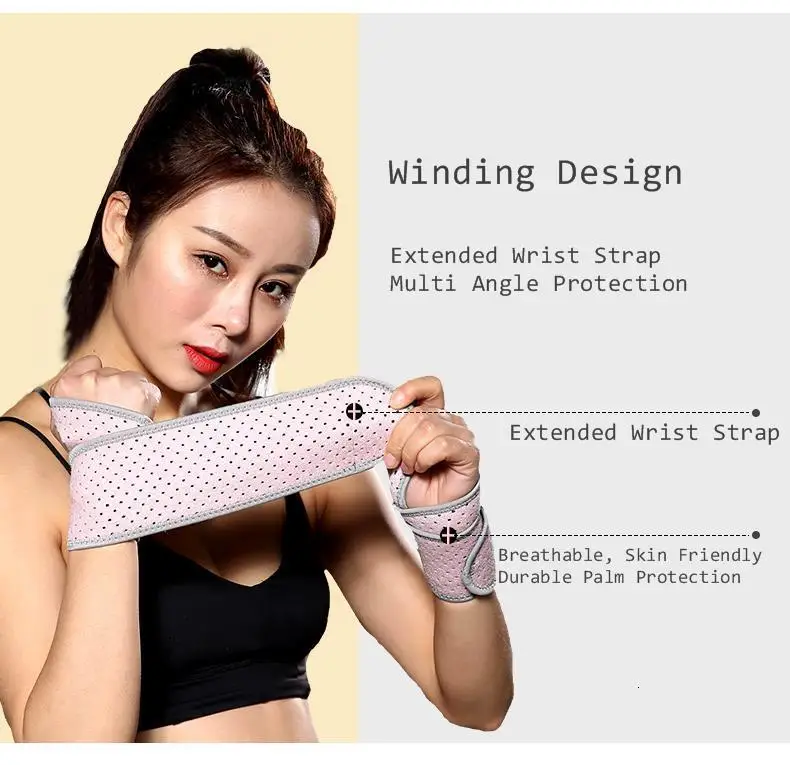 Winding Design
Extended Wrist Strap
Multi Angle Protection
Extended Wrist Strap
Breathable, Skin Friendly
Durable Palm Protection